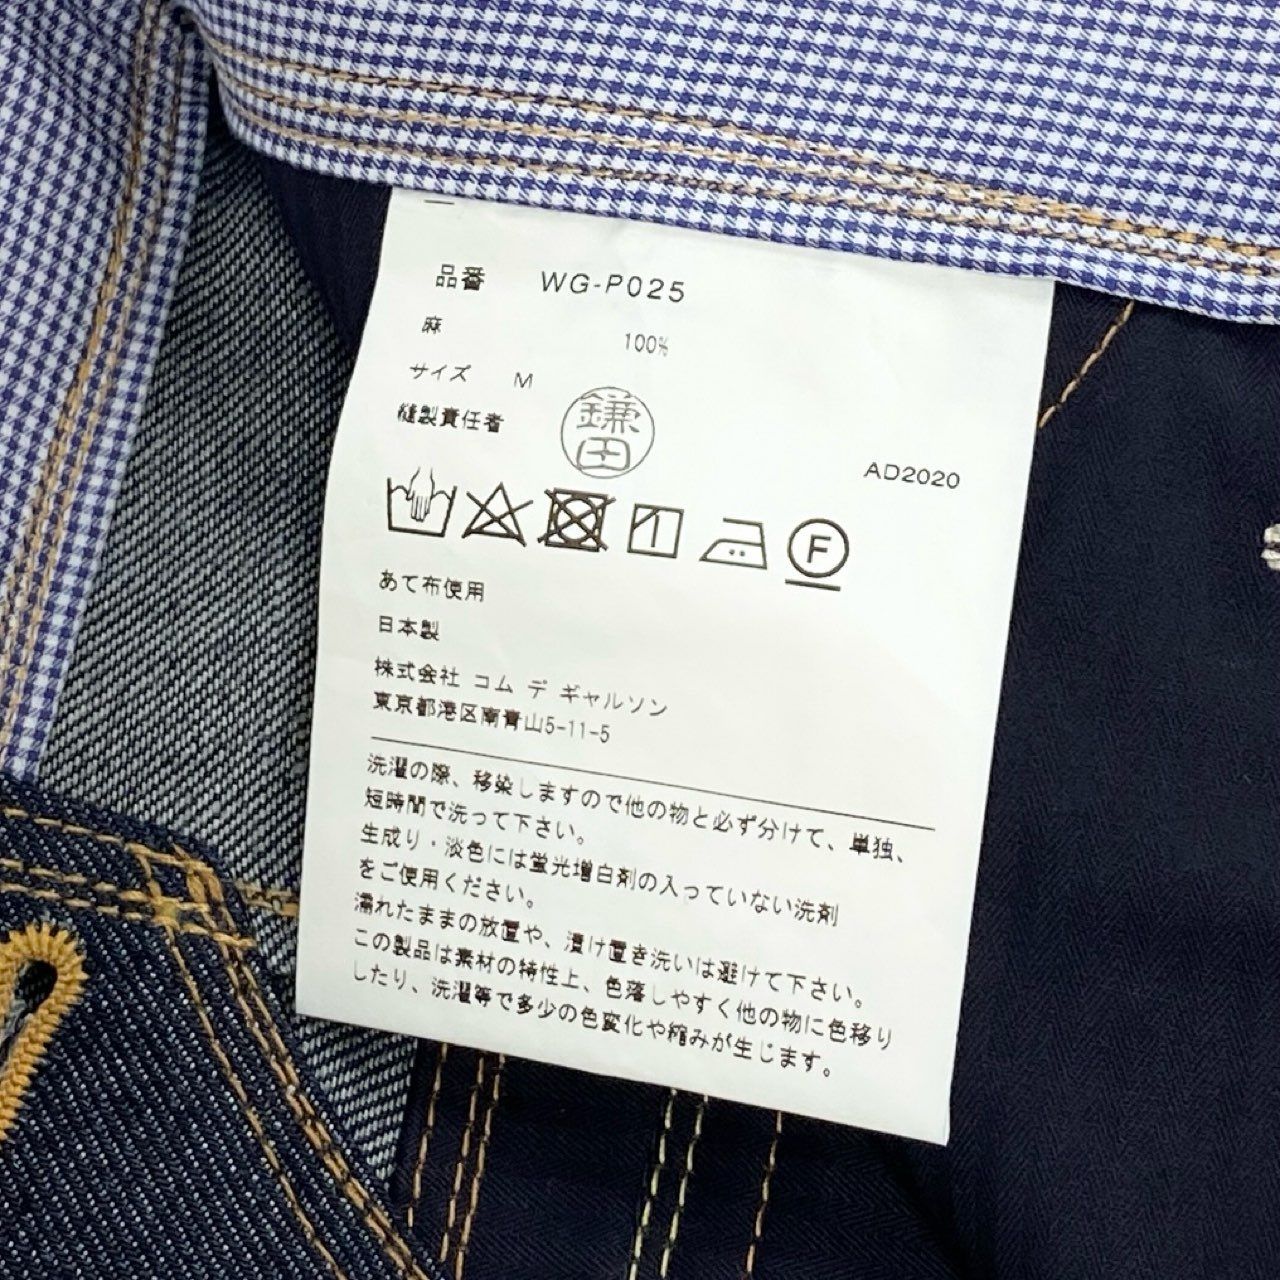 品番 WG-P025
麻 100%
サイズ M
縫製責任者 鎌田
AD2020
F
あて布使用
日本製
株式会社 コム デ ギャルソン
東京都港区南青山5-11-5
洗濯の際、移染しますので他の物と必ず分けて、単独、
短時間で洗って下さい。
生成り・淡色には蛍光増白剤の入っていない洗剤
をご使用ください。
濡れたままの放置や、漬け置き洗いは避けて下さい。
この製品は素材の特性上、色落しやすく他の物に色移り
したり、洗濯等で多少の色変化や縮みが生じます。